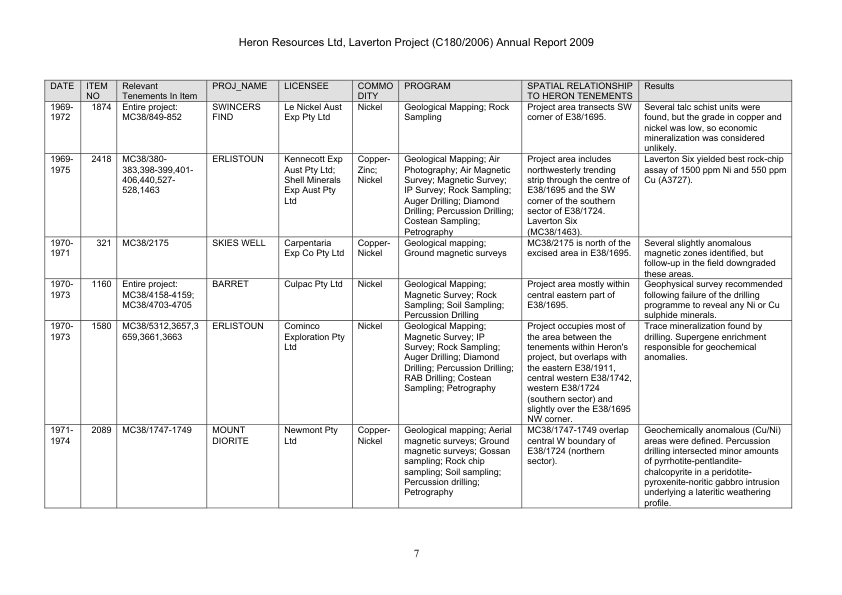 Heron Resources Ltd, Laverton Project (C180/2006) Annual Report 2009
DATE
ITEM
NO
Relevant
Tenements In Item
PROJ_NAME
LICENSEE
COMMO
DITY
PROGRAM
SPATIAL RELATIONSHIP
TO HERON TENEMENTS
Results
1969-
1972
1874
Entire project:
MC38/849-852
SWINCERS
FIND
Le Nickel Aust
Exp Pty Ltd
Nickel
Geological Mapping; Rock
Sampling
Project area transects SW
corner of E38/1695.
Several talc schist units were
found, but the grade in copper and
nickel was low, so economic
mineralization was considered
unlikely.
1969-
1975
2418
MC38/380-
383,398-399,401-
406,440,527-
528,1463
ERLISTOUN
Kennecott Exp
Aust Pty Ltd;
Shell Minerals
Exp Aust Pty
Ltd
Copper-
Zinc;
Nickel
Geological Mapping; Air
Photography; Air Magnetic
Survey; Magnetic Survey;
IP Survey; Rock Sampling;
Auger Drilling; Diamond
Drilling; Percussion Drilling;
Costean Sampling;
Petrography
Project area includes
northwesterly trending
strip through the centre of
E38/1695 and the SW
corner of the southern
sector of E38/1724.
Laverton Six
(MC38/1463).
Laverton Six yielded best rock-chip
assay of 1500 ppm Ni and 550 ppm
Cu (A3727).
1970-
1971
321
MC38/2175
SKIES WELL
Carpentaria
Exp Co Pty Ltd
Copper-
Nickel
Geological mapping;
Ground magnetic surveys
MC38/2175 is north of the
excised area in E38/1695.
Several slightly anomalous
magnetic zones identified, but
follow-up in the field downgraded
these areas.
1970-
1973
1160
Entire project:
MC38/4158-4159;
MC38/4703-4705
BARRET
Culpac Pty Ltd
Nickel
Geological Mapping;
Magnetic Survey; Rock
Sampling; Soil Sampling;
Percussion Drilling
Project area mostly within
central eastern part of
E38/1695.
Geophysical survey recommended
following failure of the drilling
programme to reveal any Ni or Cu
sulphide minerals.
1970-
1973
1580
MC38/5312,3657,3
659,3661,3663
ERLISTOUN
Cominco
Exploration Pty
Ltd
Nickel
Geological Mapping;
Magnetic Survey; IP
Survey; Rock Sampling;
Auger Drilling; Diamond
Drilling; Percussion Drilling;
RAB Drilling; Costean
Sampling; Petrography
Project occupies most of
the area between the
tenements within Heron's
project, but overlaps with
the eastern E38/1911,
central western E38/1742,
western E38/1724
(southern sector) and
slightly over the E38/1695
NW corner.
Trace mineralization found by
drilling. Supergene enrichment
responsible for geochemical
anomalies.
1971-
1974
2089
MC38/1747-1749
MOUNT
DIORITE
Newmont Pty
Ltd
Copper-
Nickel
Geological mapping; Aerial
magnetic surveys; Ground
magnetic surveys; Gossan
sampling; Rock chip
sampling; Soil sampling;
Percussion drilling;
Petrography
MC38/1747-1749 overlap
central W boundary of
E38/1724 (northern
sector).
Geochemically anomalous (Cu/Ni)
areas were defined. Percussion
drilling intersected minor amounts
of pyrrhotite-pentlandite-
chalcopyrite in a peridotite-
pyroxenite-noritic gabbro intrusion
underlying a lateritic weathering
profile.
7